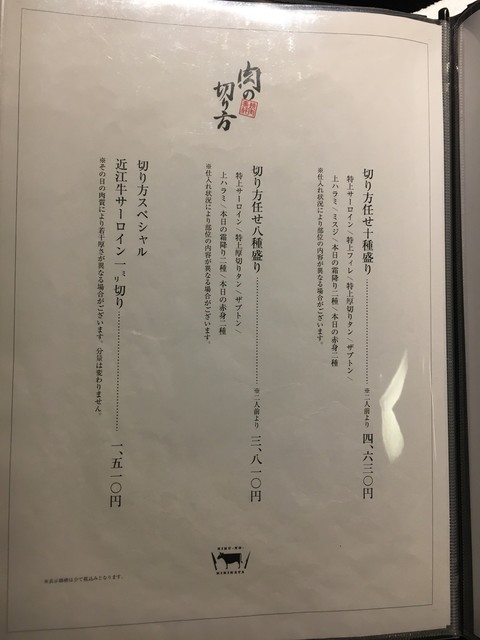 肉の
切り方
切り方任せ十種盛り ※二人前より 四、六三〇円
特上サーロイン\特上フィレ\特上厚切りタン\ザブトン\
上ハラミ\ミスジ\本日の霜降り二種\本日の赤身二種
※仕入れ状況により部位の内容が異なる場合がございます。
切り方任せ八種盛り ※二人前より 三、八一〇円
特上サーロイン\特上厚切りタン\ザブトン\
上ハラミ\本日の霜降り二種\本日の赤身二種
※仕入れ状況により部位の内容が異なる場合がございます。
切り方スペシャル
近江牛サーロイン一ミリ切り 一、五一〇円
※その日の肉質により若干厚さが異なる場合がございます。分量は変わりません。
NIKU-NO-
KIRIKATA